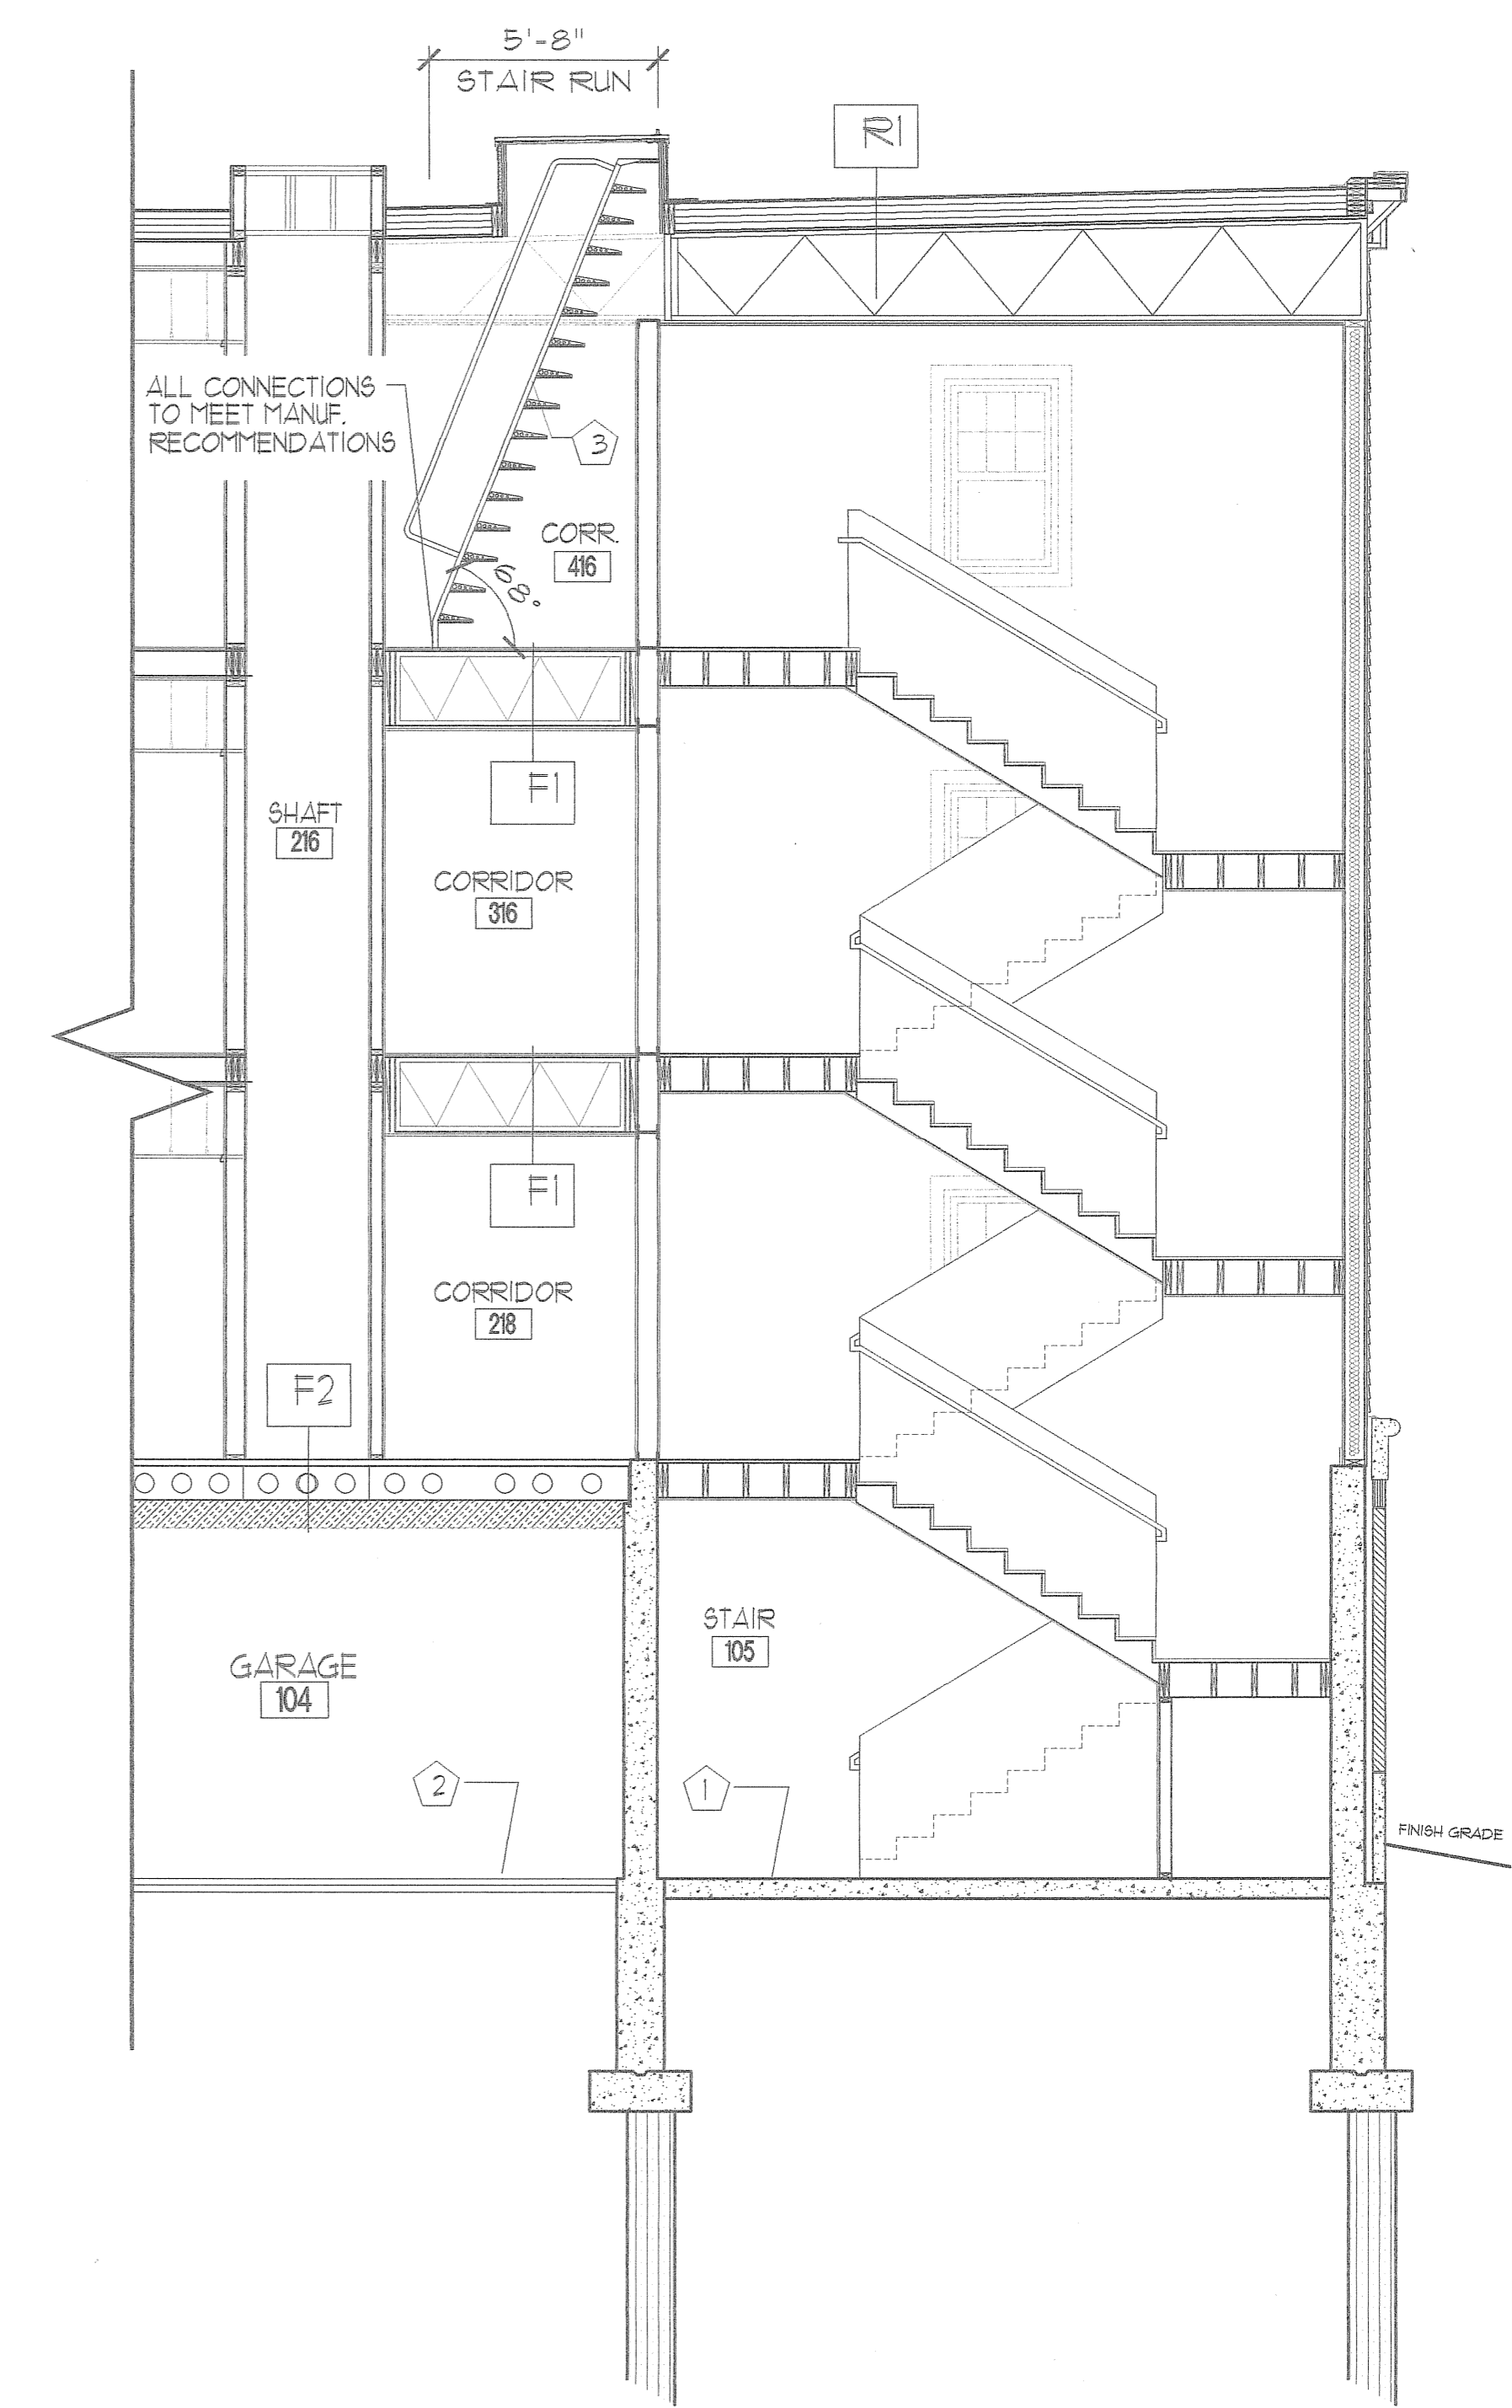 5'-8"
STAIR RUN
R1
ALL CONNECTIONS
TO MEET MANUF.
RECOMMENDATIONS
3
CORR.
416
68°
F1
SHAFT
216
CORRIDOR
316
F1
CORRIDOR
218
F2
STAIR
105
GARAGE
104
2
1
FINISH GRADE